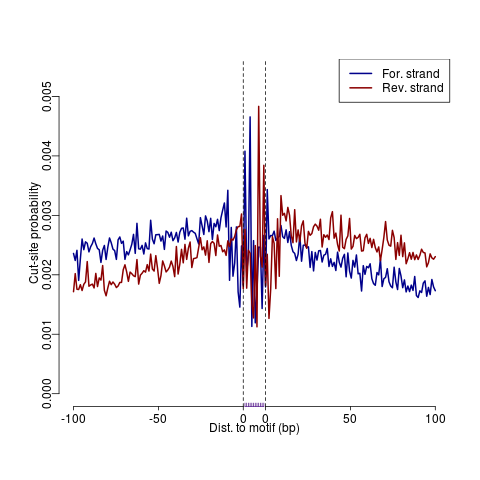 For. strand
Rev. strand
Cut-site probability
0.005
0.004
0.003
0.002
0.001
0.000
-100 -50 0 0 50 100
Dist. to motif (bp)